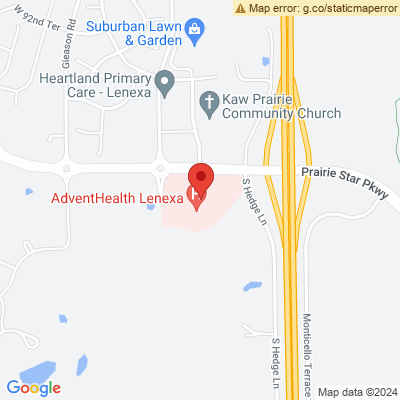 Map error: g.co/staticmaperror
W 92nd Ter
Gleason Rd
Suburban Lawn
& Garden
Heartland Primary
Care - Lenexa
Kaw Prairie
Community Church
Prairie Star Pkwy
AdventHealth Lenexa
H
S Hedge Ln
S Hedge Ln
Monticello Terrace
Google
Map data ©2024